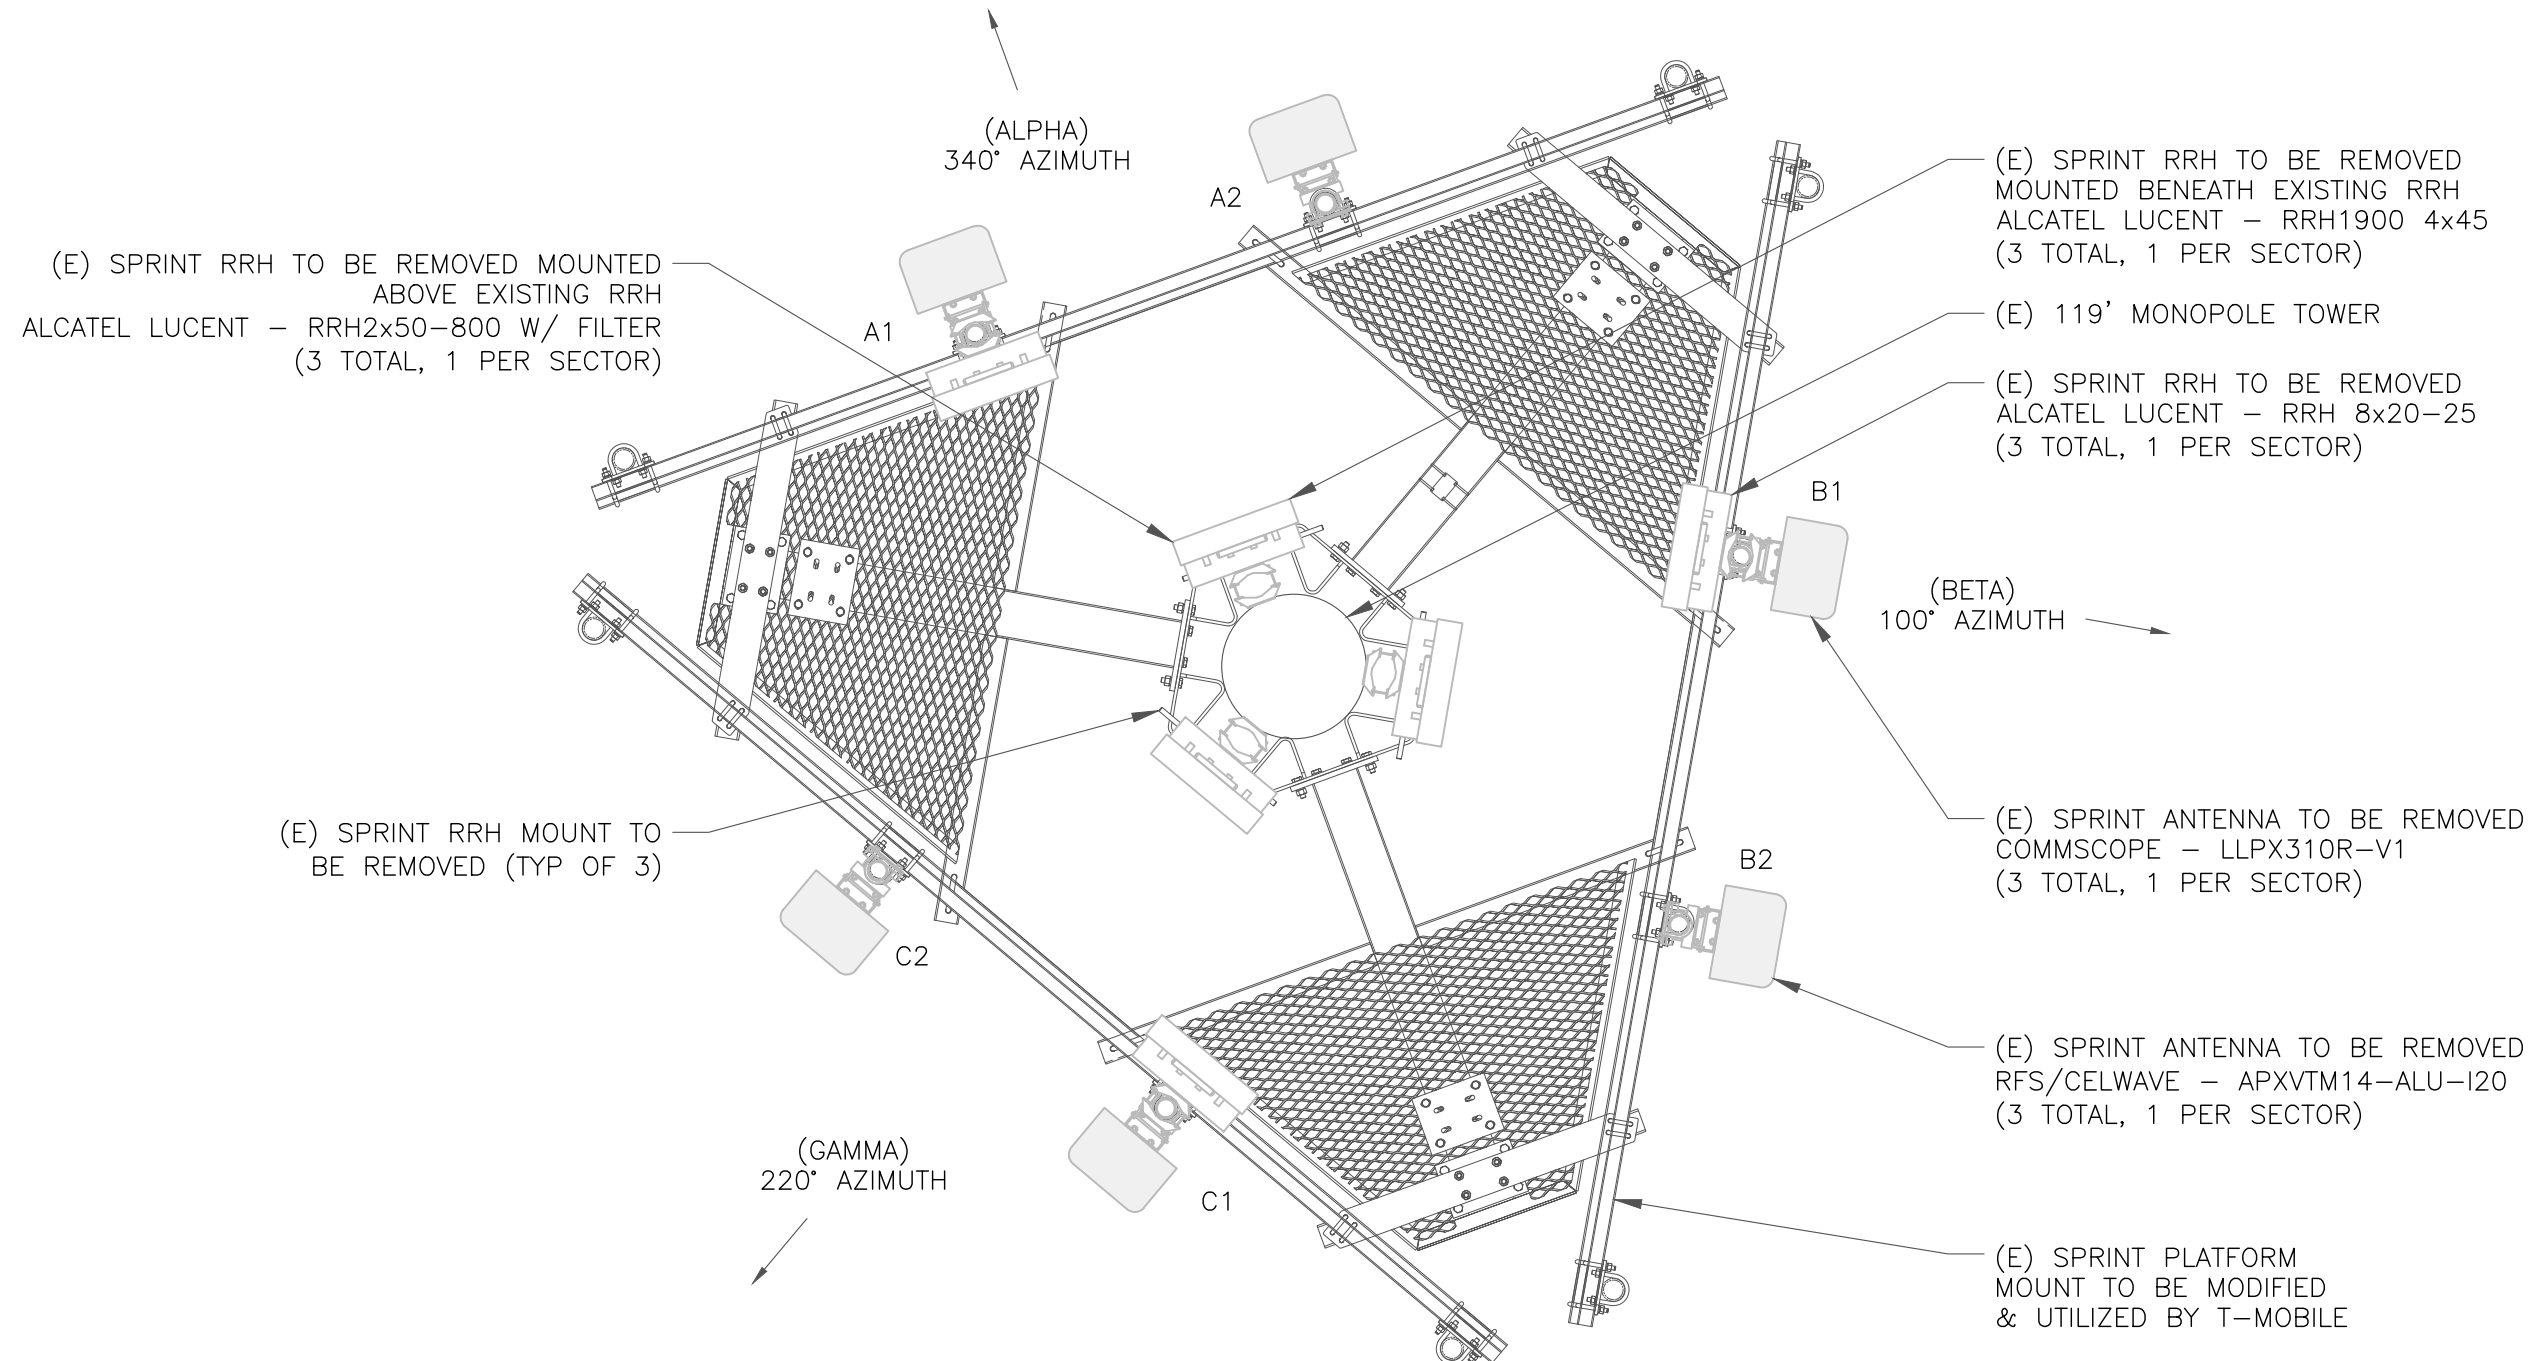 (ALPHA)
340° AZIMUTH
A2
(E) SPRINT RRH TO BE REMOVED
MOUNTED BENEATH EXISTING RRH
ALCATEL LUCENT – RRH1900 4x45
(3 TOTAL, 1 PER SECTOR)
(E) SPRINT RRH TO BE REMOVED MOUNTED
ABOVE EXISTING RRH
ALCATEL LUCENT – RRH2x50–800 W/ FILTER
(3 TOTAL, 1 PER SECTOR)
A1
(E) 119' MONOPOLE TOWER
(E) SPRINT RRH TO BE REMOVED
ALCATEL LUCENT – RRH 8x20–25
(3 TOTAL, 1 PER SECTOR)
B1
(BETA)
100° AZIMUTH
(E) SPRINT RRH MOUNT TO
BE REMOVED (TYP OF 3)
(E) SPRINT ANTENNA TO BE REMOVED
COMMSCOPE – LLPX310R–V1
(3 TOTAL, 1 PER SECTOR)
B2
C2
(E) SPRINT ANTENNA TO BE REMOVED
RFS/CELWAVE – APXVTM14–ALU–I20
(3 TOTAL, 1 PER SECTOR)
(GAMMA)
220° AZIMUTH
C1
(E) SPRINT PLATFORM
MOUNT TO BE MODIFIED
& UTILIZED BY T–MOBILE